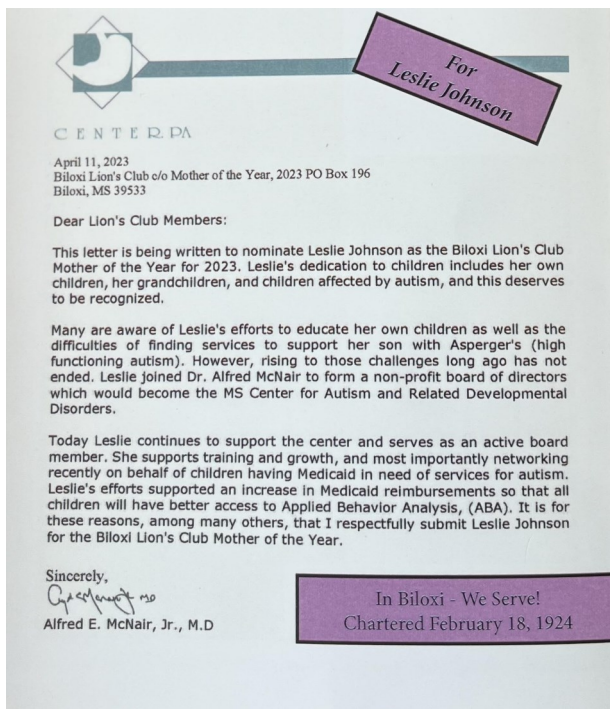 For
Leslie Johnson
CENTER, PA
April 11, 2023
Biloxi Lion's Club c/o Mother of the Year, 2023 PO Box 196
Biloxi, MS 39533
Dear Lion's Club Members:
This letter is being written to nominate Leslie Johnson as the Biloxi Lion's Club
Mother of the Year for 2023. Leslie's dedication to children includes her own
children, her grandchildren, and children affected by autism, and this deserves
to be recognized.
Many are aware of Leslie's efforts to educate her own children as well as the
difficulties of finding services to support her son with Asperger's (high
functioning autism). However, rising to those challenges long ago has not
ended. Leslie joined Dr. Alfred McNair to form a non-profit board of directors
which would become the MS Center for Autism and Related Developmental
Disorders.
Today Leslie continues to support the center and serves as an active board
member. She supports training and growth, and most importantly networking
recently on behalf of children having Medicaid in need of services for autism.
Leslie's efforts supported an increase in Medicaid reimbursements so that all
children will have better access to Applied Behavior Analysis, (ABA). It is for
these reasons, among many others, that I respectfully submit Leslie Johnson
for the Biloxi Lion's Club Mother of the Year.
Sincerely,
Alfred E. McNair, Jr., M.D
In Biloxi - We Serve!
Chartered February 18, 1924